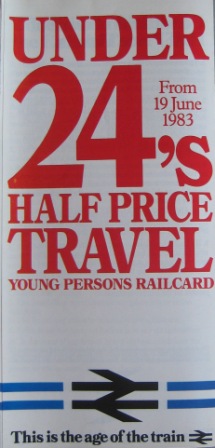 UNDER
24's
From
19 June
1983
HALF PRICE
TRAVEL
YOUNG PERSONS RAILCARD
This is the age of the train